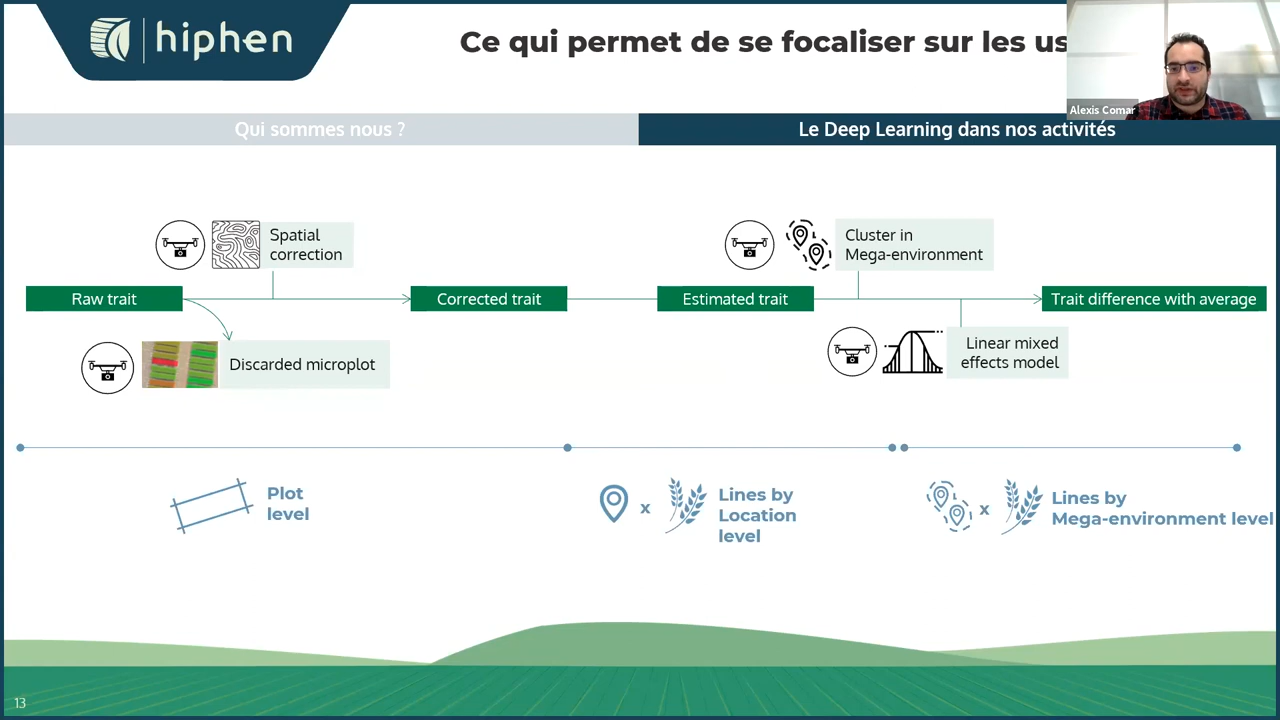 hiphen
Ce qui permet de se focaliser sur les
Alexis Comar
Qui sommes nous ?
Le Deep Learning dans nos activités
Spatial
correction
Cluster in
Mega-environment
Raw trait
Corrected trait
Estimated trait
Trait difference with average
Discarded microplot
Linear mixed
effects model
Plot
level
x
Lines by
Location
level
x
Lines by
Mega-environment level
13